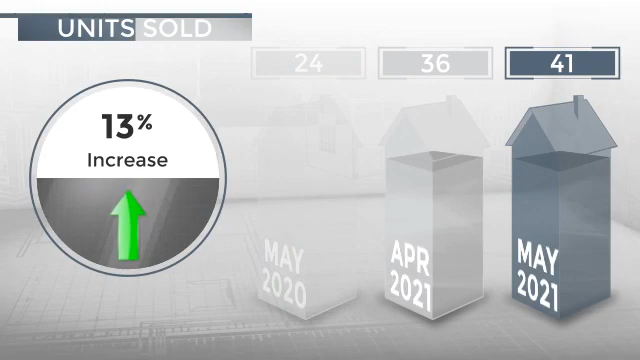 UNITS SOLD
24
36
41
13%
Increase
MAY
2020
APR
2021
MAY
2021